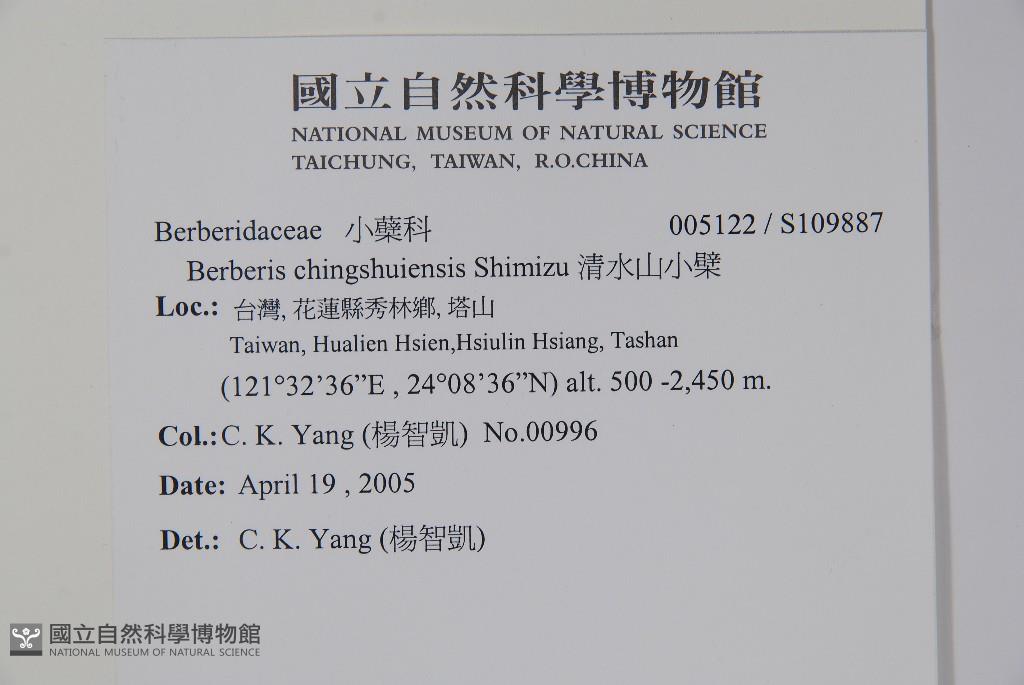 國立自然科學博物館
NATIONAL MUSEUM OF NATURAL SCIENCE
TAICHUNG, TAIWAN, R.O.CHINA
Berberidaceae 小蘗科 005122 / S109887
Berberis chingshuiensis Shimizu 清水山小檗
Loc.: 台灣, 花蓮縣秀林鄉, 塔山
Taiwan, Hualien Hsien,Hsiulin Hsiang, Tashan
(121°32’36”E , 24°08’36”N) alt. 500 -2,450 m.
Col.: C. K. Yang (楊智凱) No.00996
Date: April 19 , 2005
Det.: C. K. Yang (楊智凱)
國立自然科學博物館
NATIONAL MUSEUM OF NATURAL SCIENCE